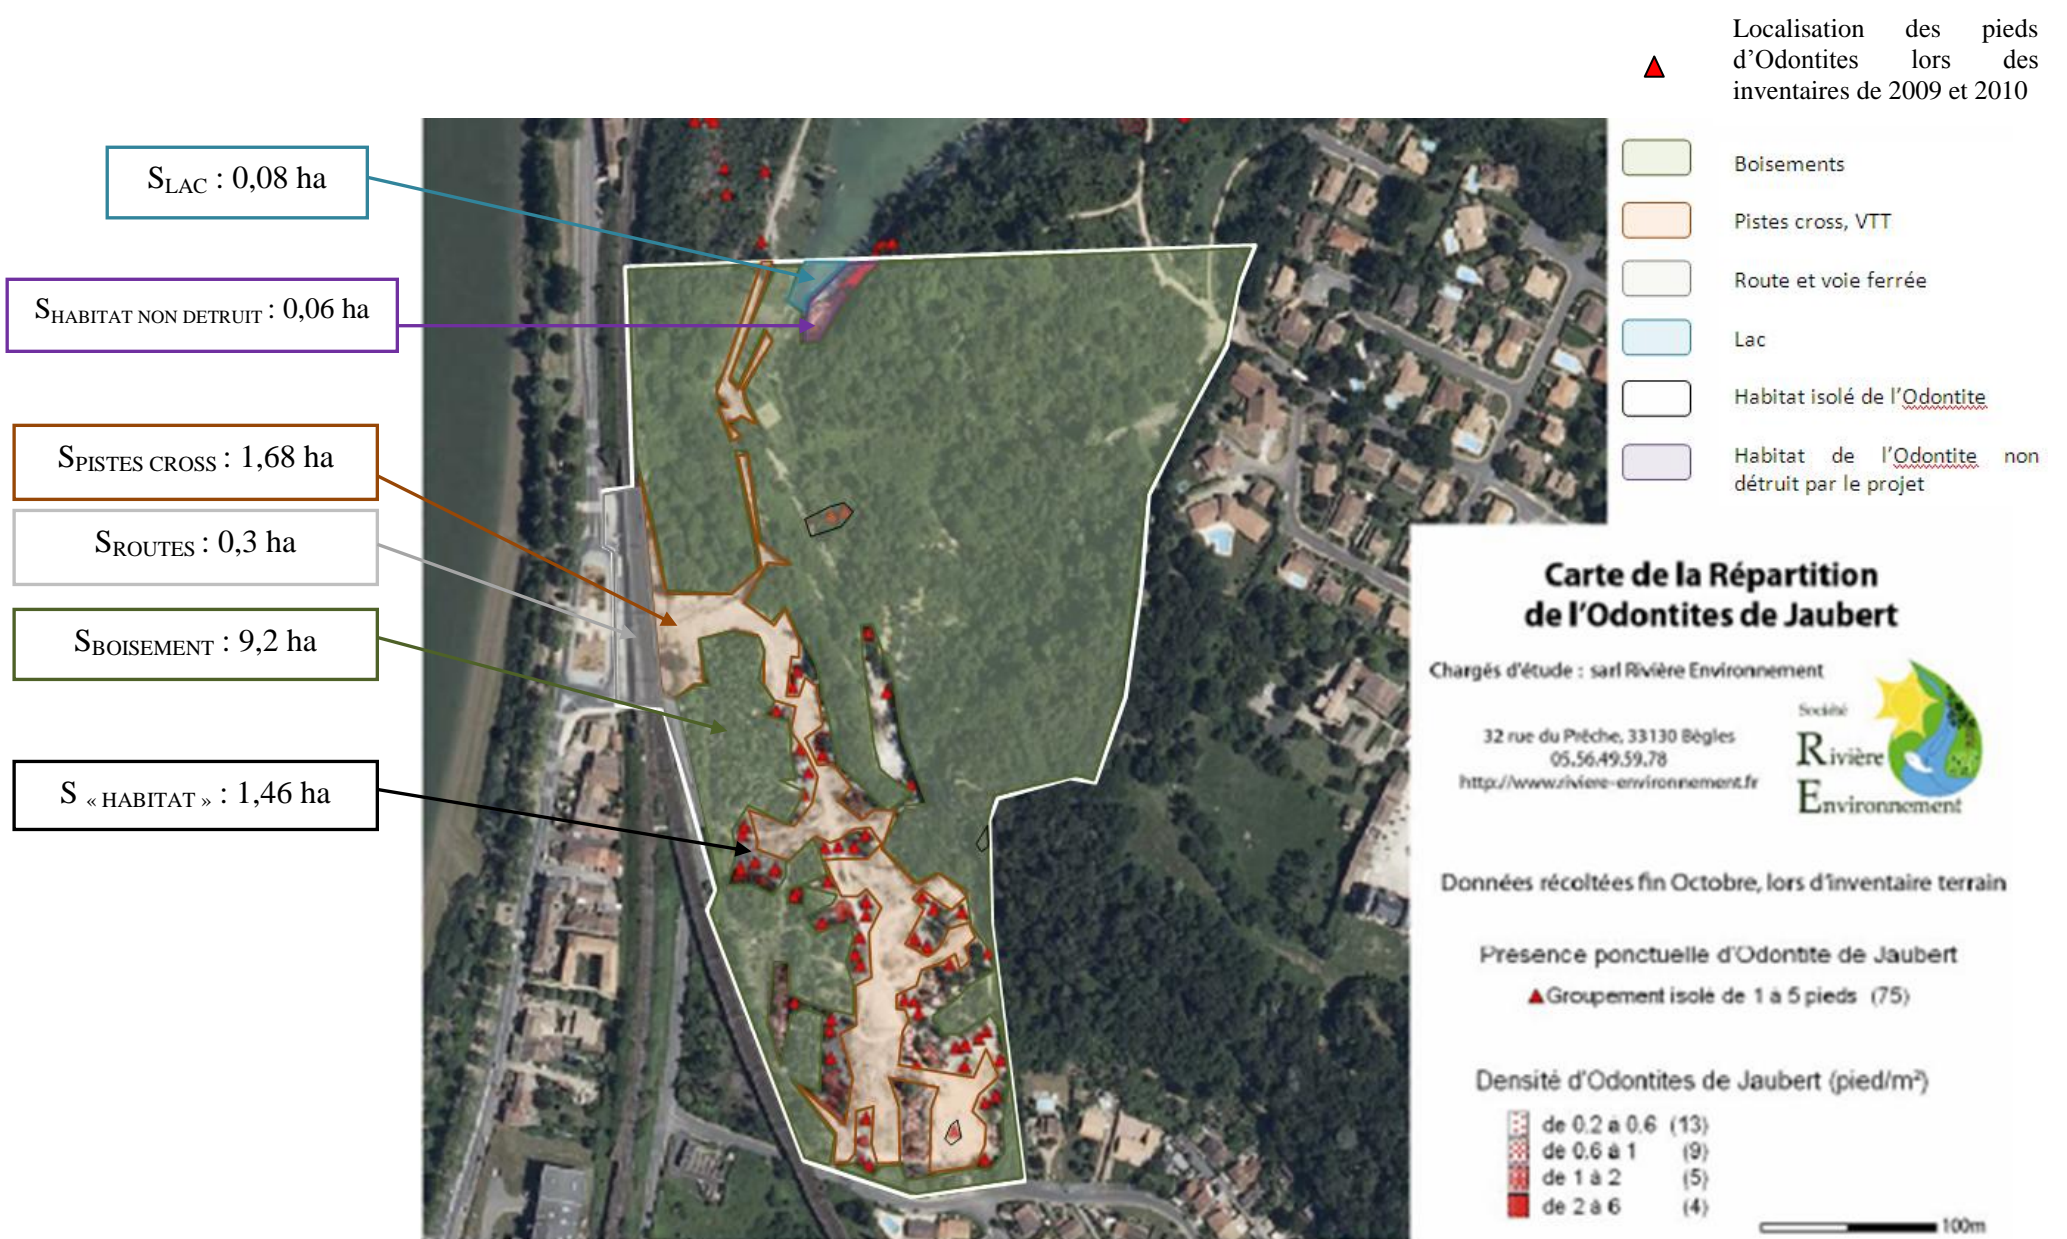 Localisation des pieds
d'Odontites lors des
inventaires de 2009 et 2010
S LAC : 0,08 ha
S HABITAT NON DETRUIT : 0,06 ha
S PISTES CROSS : 1,68 ha
S ROUTES : 0,3 ha
S BOISEMENT : 9,2 ha
S « HABITAT » : 1,46 ha
Boisements
Pistes cross, VTT
Route et voie ferrée
Lac
Habitat isolé de l'Odontite
Habitat de l'Odontite non
détruit par le projet
Carte de la Répartition
de l'Odontites de Jaubert
Chargés d'étude : sarl Rivière Environnement
32 rue du Prêche, 33130 Bègles
05.56.49.59.78
http://www.riviere-environnement.fr
Société
Rivière
Environnement
Données récoltées fin Octobre, lors d'inventaire terrain
Présence ponctuelle d'Odontite de Jaubert
Groupement isolé de 1 à 5 pieds (75)
Densité d'Odontites de Jaubert (pied/m²)
de 0.2 à 0.6 (13)
de 0.6 à 1 (9)
de 1 à 2 (5)
de 2 à 6 (4)
100m